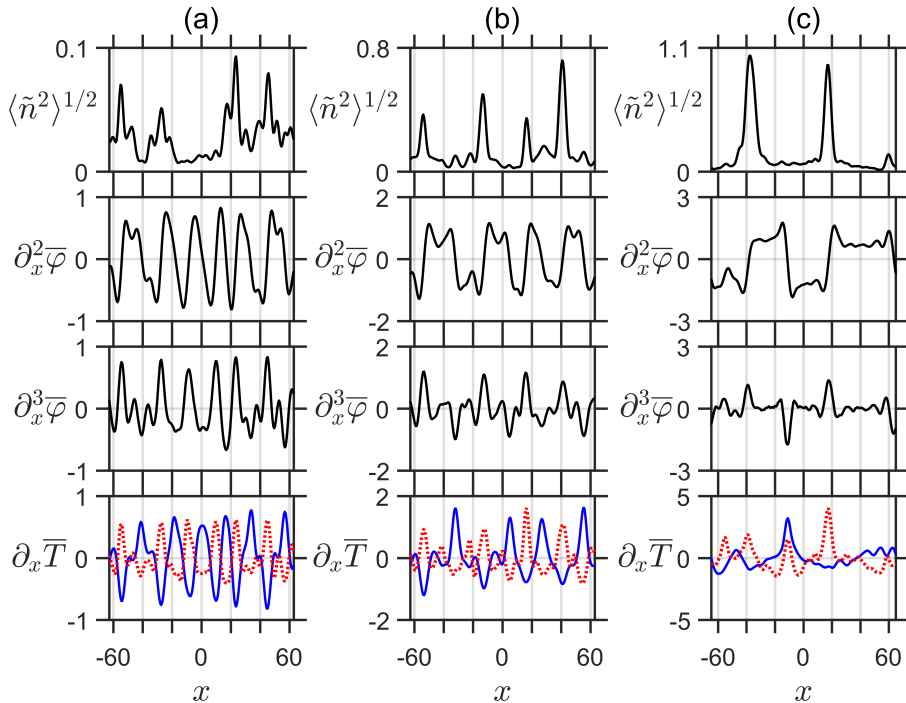 (a) (b) (c)
0.1 0.8 1.1
⟨ñ²⟩^{1/2} ⟨ñ²⟩^{1/2} ⟨ñ²⟩^{1/2}
0 0 0
1 2 3
∂²ₓφ̅ 0 ∂²ₓφ̅ 0 ∂²ₓφ̅ 0
-1 -2 -3
1 2 3
∂³ₓφ̅ 0 ∂³ₓφ̅ 0 ∂³ₓφ̅ 0
-1 -2 -3
1 2 5
∂ₓT̅ 0 ∂ₓT̅ 0 ∂ₓT̅ 0
-1 -2 -5
-60 0 60 -60 0 60 -60 0 60
x x x